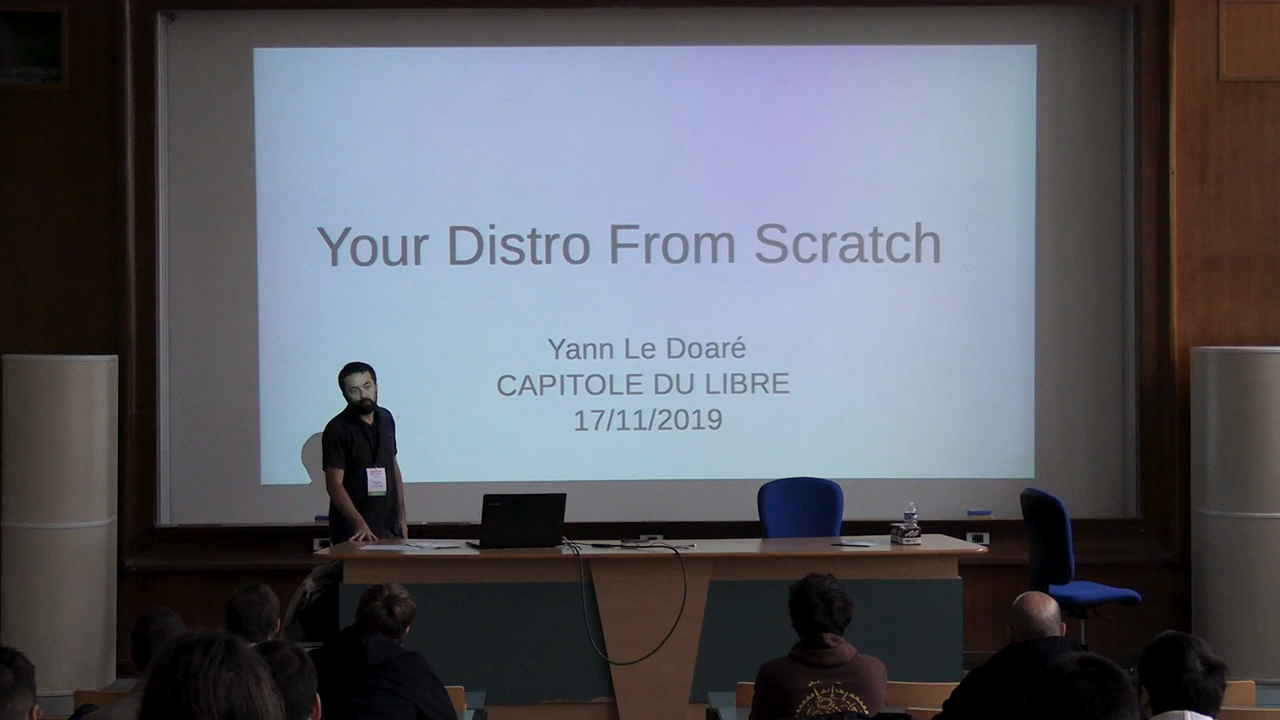 Your Distro From Scratch
Yann Le Doaré
CAPITOLE DU LIBRE
17/11/2019